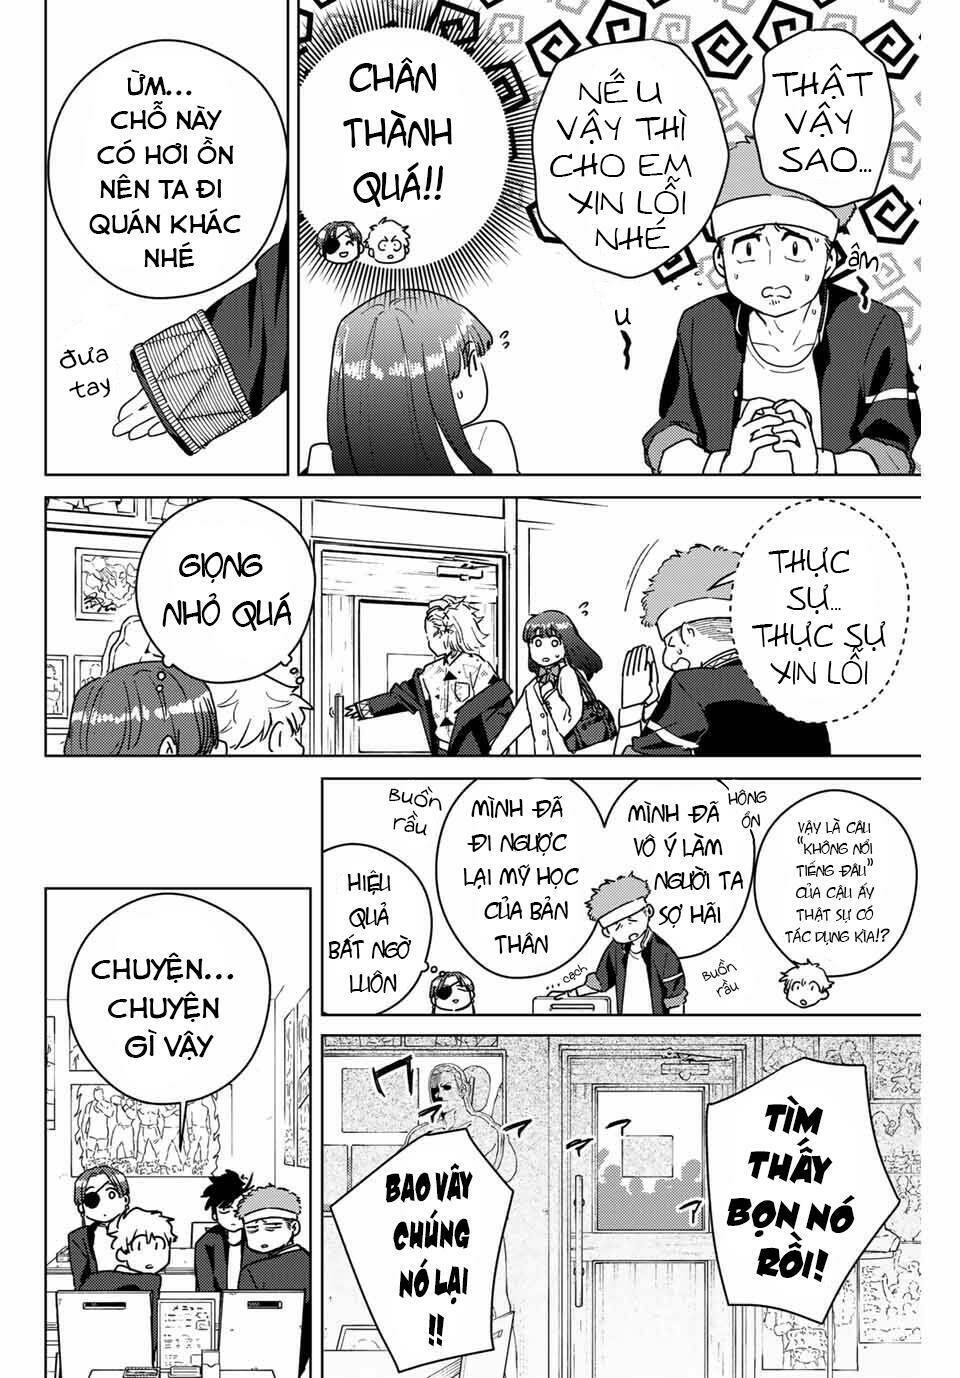 THẬT
VẬY
SAO...
NẾU
VẬY THÌ
CHO EM
XIN LỖI
NHÉ
âm
u
CHÂN
THÀNH
QUÁ!!
ỪM...
CHỖ NÀY
CÓ HƠI ỒN
NÊN TA ĐI
QUÁN KHÁC
NHÉ
đưa
tay
THỰC
SỰ...
THỰC SỰ
XIN LỖI
GIỌNG
NHỎ QUÁ
VẬY LÀ CÂU
"KHÔNG NỔI
TIẾNG ĐÂU"
CỦA CẬU ẤY
THẬT SỰ CÓ
TÁC DỤNG KÌA!?
HÔNG
ỔN
MÌNH ĐÃ
VÔ Ý LÀM
NGƯỜI TA
SỢ HÃI
BUỒN
RẦU
MÌNH ĐÃ
ĐI NGƯỢC
LẠI MỸ HỌC
CỦA BẢN
THÂN
BUỒN
RẦU
cạch
HIỆU
QUẢ
BẤT NGỜ
LUÔN
TÌM
THẤY
BỌN NÓ
RỒI!
BAO VÂY
CHÚNG
NÓ LẠI
!!
CHUYỆN...
CHUYỆN
GÌ VẬY